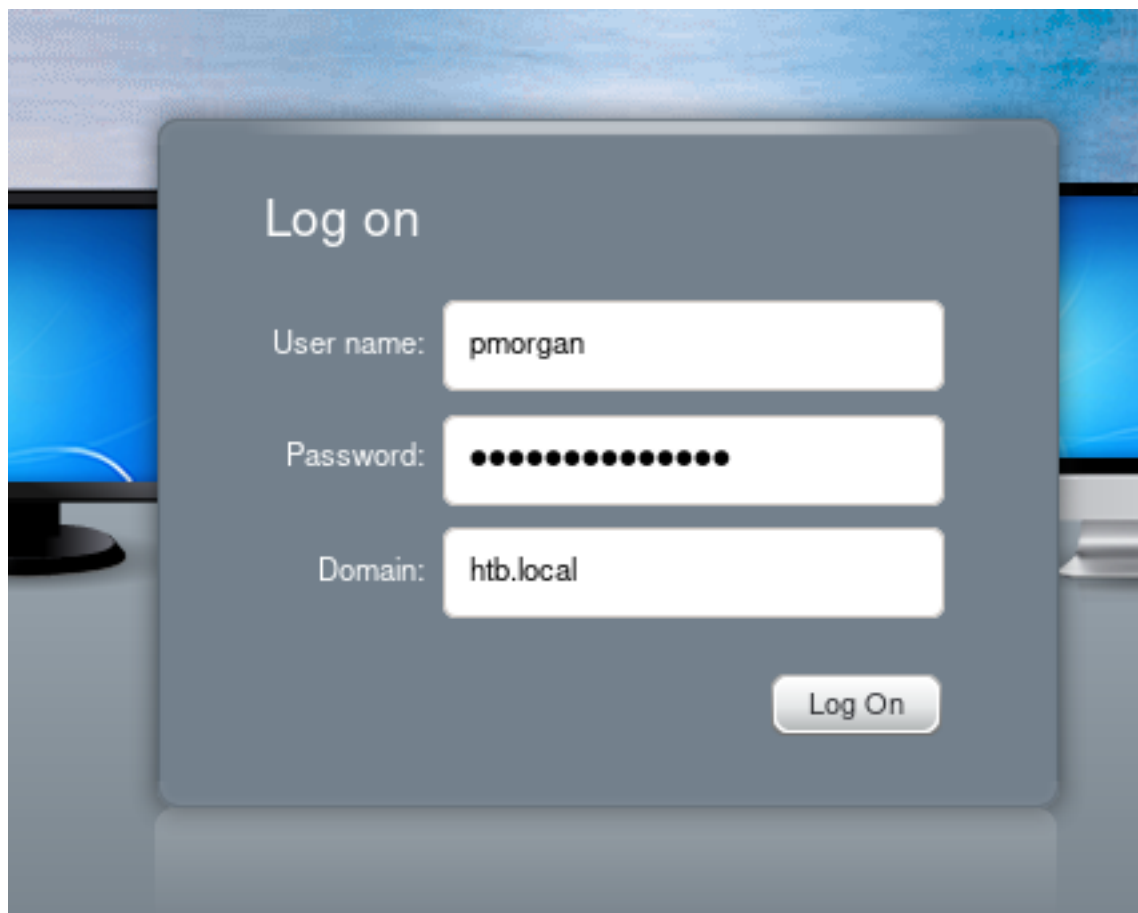 Log on
User name: pmorgan
Password: ●●●●●●●●●●●●●●
Domain: htb.local
Log On